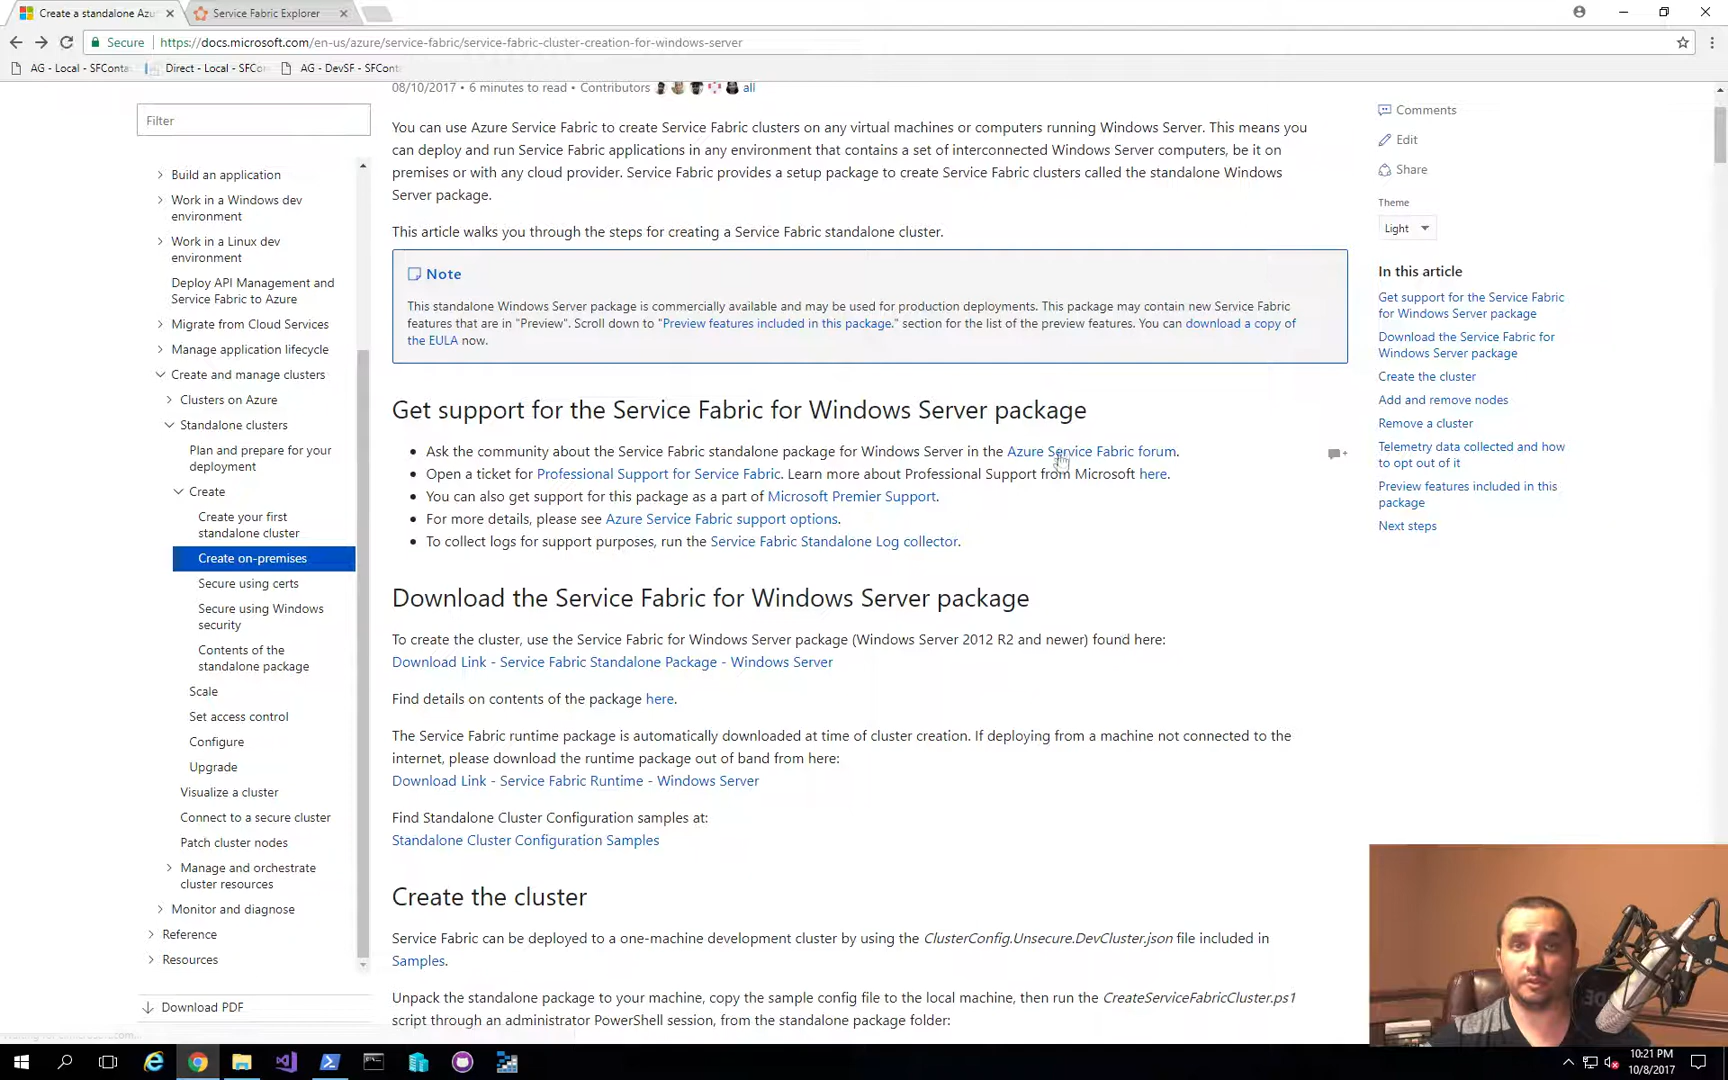 Create a standalone Azu
Service Fabric Explorer
Secure
https://docs.microsoft.com/en-us/azure/service-fabric/service-fabric-cluster-creation-for-windows-server
AG - Local - SFConta
Direct - Local - SFCo
AG - DevSF - SFCont
08/10/2017 • 6 minutes to read • Contributors all
Filter
Build an application
Work in a Windows dev
environment
Work in a Linux dev
environment
Deploy API Management and
Service Fabric to Azure
Migrate from Cloud Services
Manage application lifecycle
Create and manage clusters
Clusters on Azure
Standalone clusters
Plan and prepare for your
deployment
Create
Create your first
standalone cluster
Create on-premises
Secure using certs
Secure using Windows
security
Contents of the
standalone package
Scale
Set access control
Configure
Upgrade
Visualize a cluster
Connect to a secure cluster
Patch cluster nodes
Manage and orchestrate
cluster resources
Monitor and diagnose
Reference
Resources
Download PDF
You can use Azure Service Fabric to create Service Fabric clusters on any virtual machines or computers running Windows Server. This means you
can deploy and run Service Fabric applications in any environment that contains a set of interconnected Windows Server computers, be it on
premises or with any cloud provider. Service Fabric provides a setup package to create Service Fabric clusters called the standalone Windows
Server package.
This article walks you through the steps for creating a Service Fabric standalone cluster.
Note
This standalone Windows Server package is commercially available and may be used for production deployments. This package may contain new Service Fabric
features that are in "Preview". Scroll down to "Preview features included in this package." section for the list of the preview features. You can download a copy of
the EULA now.
Get support for the Service Fabric for Windows Server package
• Ask the community about the Service Fabric standalone package for Windows Server in the Azure Service Fabric forum.
• Open a ticket for Professional Support for Service Fabric. Learn more about Professional Support from Microsoft here.
• You can also get support for this package as a part of Microsoft Premier Support.
• For more details, please see Azure Service Fabric support options.
• To collect logs for support purposes, run the Service Fabric Standalone Log collector.
Download the Service Fabric for Windows Server package
To create the cluster, use the Service Fabric for Windows Server package (Windows Server 2012 R2 and newer) found here:
Download Link - Service Fabric Standalone Package - Windows Server
Find details on contents of the package here.
The Service Fabric runtime package is automatically downloaded at time of cluster creation. If deploying from a machine not connected to the
internet, please download the runtime package out of band from here:
Download Link - Service Fabric Runtime - Windows Server
Find Standalone Cluster Configuration samples at:
Standalone Cluster Configuration Samples
Create the cluster
Service Fabric can be deployed to a one-machine development cluster by using the ClusterConfig.Unsecure.DevCluster.json file included in
Samples.
Unpack the standalone package to your machine, copy the sample config file to the local machine, then run the CreateServiceFabricCluster.ps1
script through an administrator PowerShell session, from the standalone package folder:
Comments
Edit
Share
Theme
Light
In this article
Get support for the Service Fabric
for Windows Server package
Download the Service Fabric for
Windows Server package
Create the cluster
Add and remove nodes
Remove a cluster
Telemetry data collected and how
to opt out of it
Preview features included in this
package
Next steps
10:21 PM
10/8/2017